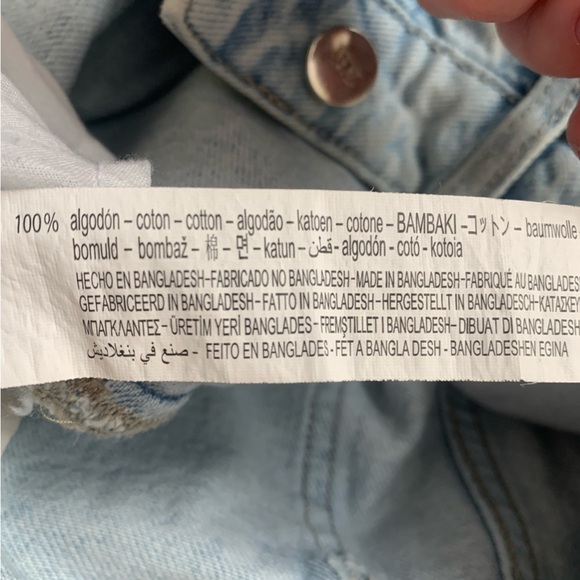 100% algodón – coton – cotton – algodão – katoen – cotone – BAMBAKI –コットン – baumwolle
bomuld – bombaž – 棉 – 면 – katun – قطن – algodón – cotó – kotoia
HECHO EN BANGLADESH-FABRICADO NO BANGLADESH-MADE IN BANGLADESH-FABRIQUÉ AU BANGLADES
GEFABRICEERD IN BANGLADESH - FATTO IN BANGLADESH-HERGESTELLT IN BANGLADESCH- KATAΣKEY
ΜΠΑΓΚΛΑΝΤΕΣ - ÜRETİM YERİ BANGLADES - FREMSTILLET I BANGLADESH - DIBUAT DI BANGLADESH
صنع في بنغلاديش - FEITO EN BANGLADES - FET A BANGLA DESH - BANGLADESHEN EGINA